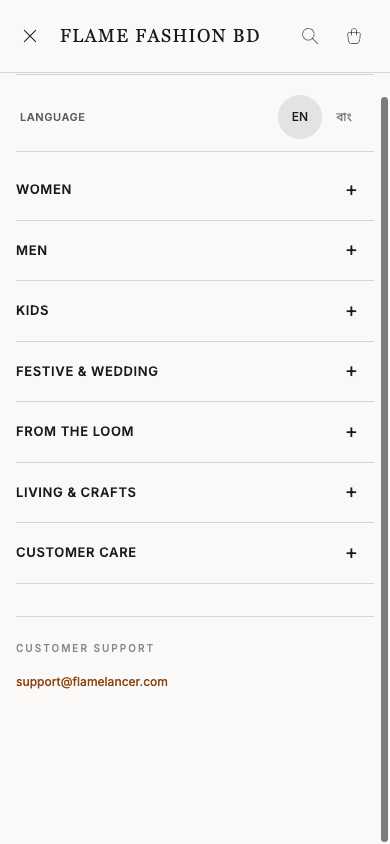 FLAME FASHION BD
LANGUAGE EN বাং
WOMEN +
MEN +
KIDS +
FESTIVE & WEDDING +
FROM THE LOOM +
LIVING & CRAFTS +
CUSTOMER CARE +
CUSTOMER SUPPORT
support@flamelancer.com